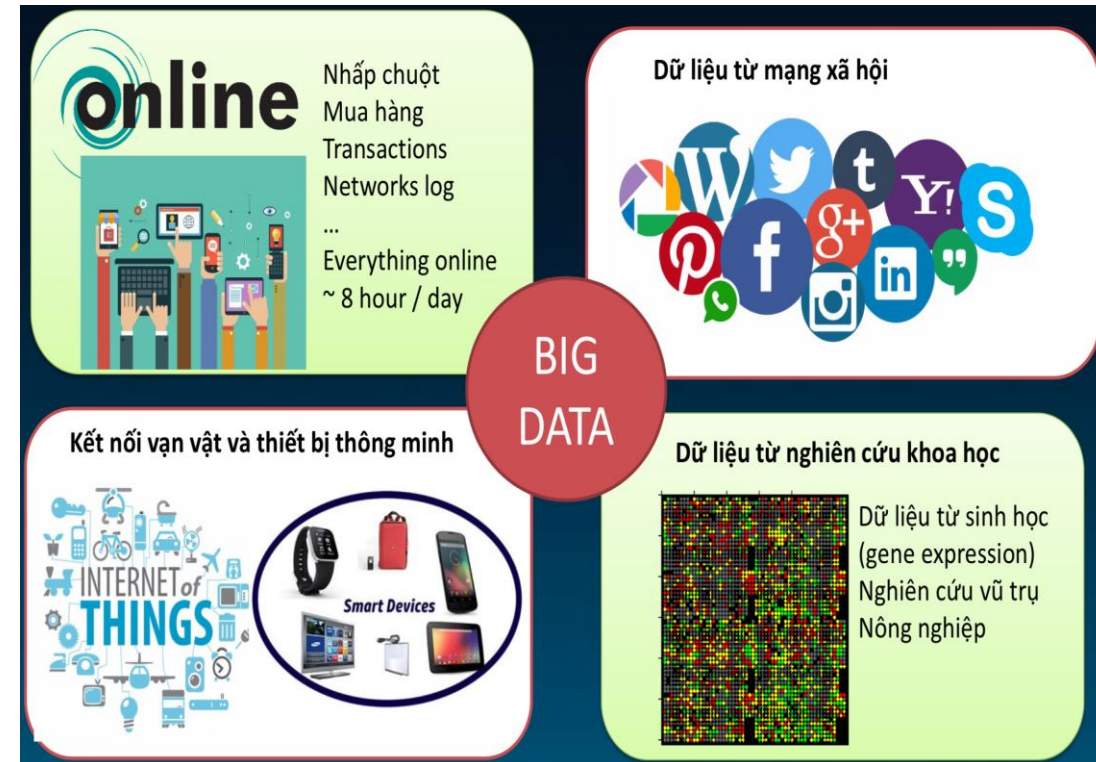 online
Nhấp chuột
Mua hàng
Transactions
Networks log
...
Everything online
~ 8 hour / day
Dữ liệu từ mạng xã hội
W
t
Y!
S
g+
p
f
in
BIG
DATA
Kết nối vạn vật và thiết bị thông minh
INTERNET of
THINGS
Smart Devices
Dữ liệu từ nghiên cứu khoa học
Dữ liệu từ sinh học
(gene expression)
Nghiên cứu vũ trụ
Nông nghiệp